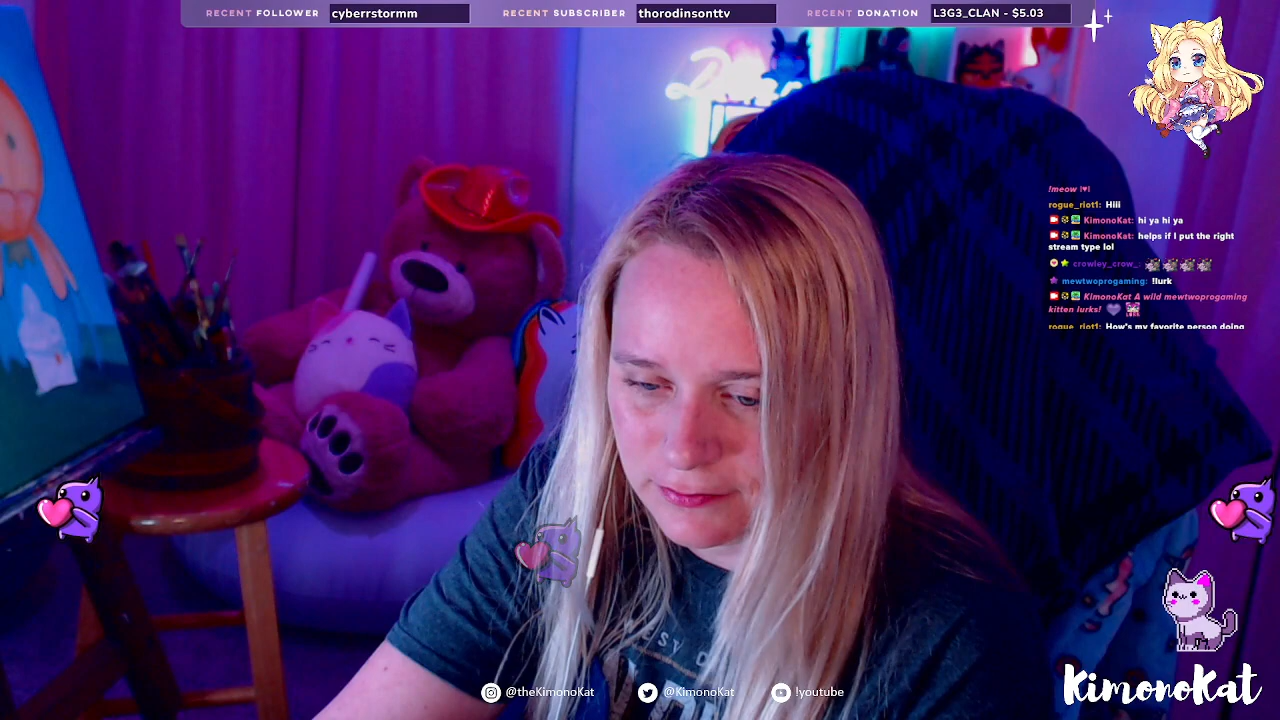 RECENT FOLLOWER cyberrstormm RECENT SUBSCRIBER thorodinsonttv RECENT DONATION L3G3_CLAN - $5.03
!meow |♥|
rogue_riot1: Hiii
KimonoKat: hi ya hi ya
KimonoKat: helps if I put the right
stream type lol
crowley_crow_:
mewtwoprogaming: !lurk
KimonoKat A wild mewtwoprogaming
kitten lurks!
rogue_riot1: How's my favorite person doing
@theKimonoKat @KimonoKat !youtube
KimonoKat